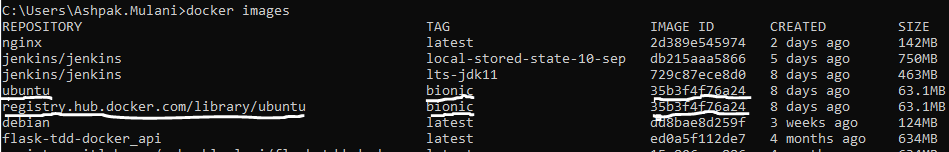 C:\Users\Ashpak.Mulani>docker images
REPOSITORY TAG IMAGE ID CREATED SIZE
nginx latest 2d389e545974 2 days ago 142MB
jenkins/jenkins local-stored-state-10-sep db215aaa5866 5 days ago 750MB
jenkins/jenkins lts-jdk11 729c87ece8d0 8 days ago 463MB
ubuntu bionic 35b3f4f76a24 8 days ago 63.1MB
registry.hub.docker.com/library/ubuntu bionic 35b3f4f76a24 8 days ago 63.1MB
debian latest dd8bae8d259f 3 weeks ago 124MB
flask-tdd-docker_api latest ed0a5f112de7 4 months ago 634MB